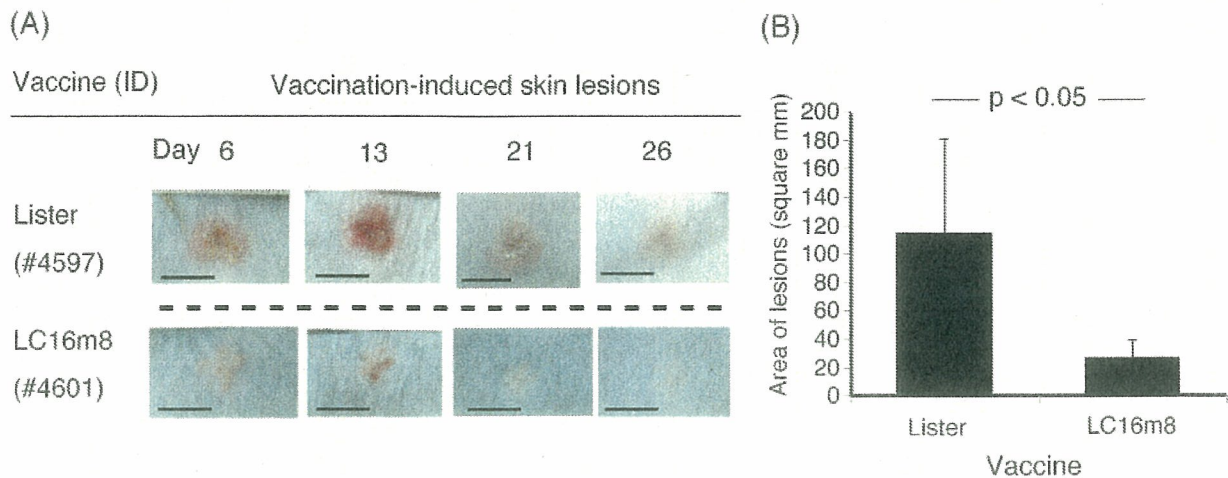 (A)
Vaccine (ID) Vaccination-induced skin lesions
Day 6 13 21 26
Lister
(#4597)
LC16m8
(#4601)
(B)
p < 0.05
Area of lesions (square mm)
200
180
160
140
120
100
80
60
40
20
0
Lister LC16m8
Vaccine